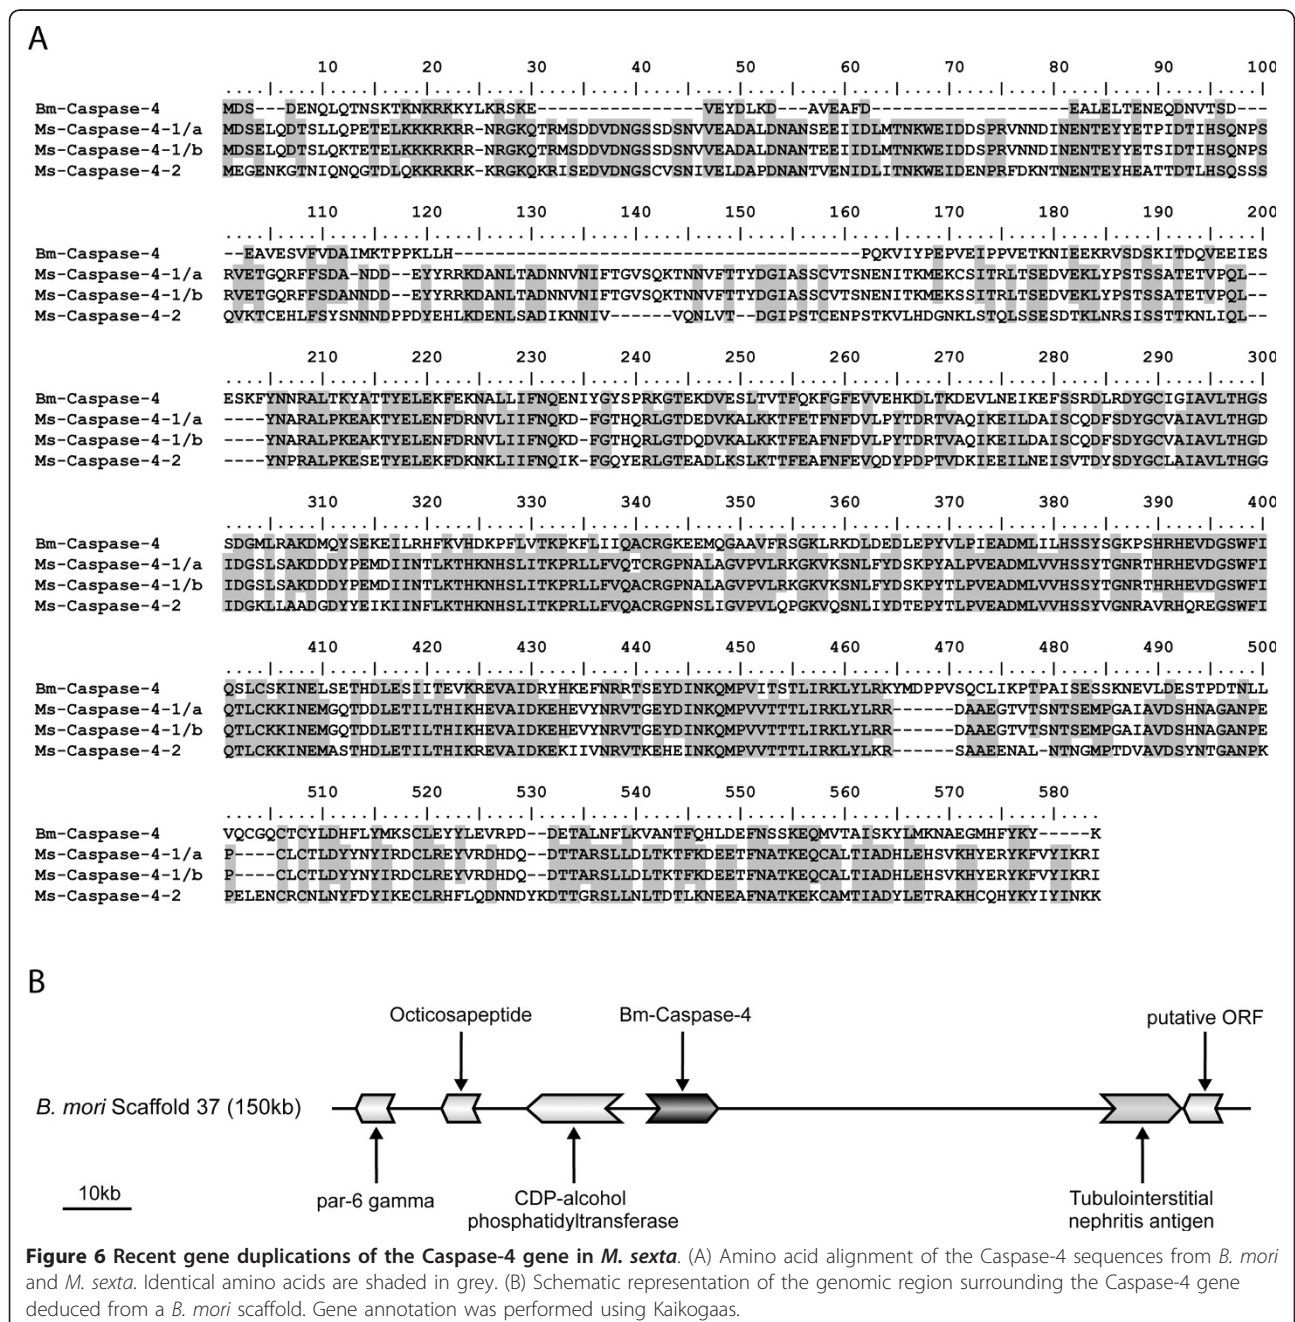 A
10 20 30 40 50 60 70 80 90 100
Bm-Caspase-4 MDS---DENQLQTNSKTKNKRKKYLKRSKE----------------VEYDLKD---AVEAFD-------------------EALELTENEQDNVTSD---
Ms-Caspase-4-1/a MDSELQDTSLLQPETELKKKRKRR-NRGKQTRMSDDVDNGSSDSNVVEADALDNANSEEIIDLMTNKWEIDDSPRVNNDINENTEYYETPIDTIHSQNPS
Ms-Caspase-4-1/b MDSELQDTSLQKTETELKKKRKRR-NRGKQTRMSDDVDNGSSDSNVVEADALDNANTEEIIDLMTNKWEIDDSPRVNNDINENTEYYETSIDTIHSQNPS
Ms-Caspase-4-2 MEGENKGTNIQNQGTDLQKKRKRK-KRGKQKRISEDVDNGSCVSNIVELDAPDNANTVENIDLITNKWEIDENPRFDKNTNENTEYHEATTDTLHSQSSS
110 120 130 140 150 160 170 180 190 200
Bm-Caspase-4 --EAVESVFVDAIMKTPPKLLH---------------------------------------PQKVIYPEPVEIPPVETKNIEEKRVSDSKITDQVEEIES
Ms-Caspase-4-1/a RVETGQRFFSDA-NDD--EYYRRKDANLTADNNVNIFTGVSQKTNNVFTTYDGIASSCVTSNENITKMEKCSITRLTSEDVEKLYPSTSSATETVPQL--
Ms-Caspase-4-1/b RVETGQRFFSDANNDD--EYYRRKDANLTADNNVNIFTGVSQKTNNVFTTYDGIASSCVTSNENITKMEKSSITRLTSEDVEKLYPSTSSATETVPQL--
Ms-Caspase-4-2 QVKTCEHLFSYSNNNDPPDYEHLKDENLSADIKNNIV------VQNLVTT--DGIPSTCENPSTKVLHDGNKLSTQLSSESDTKLNRSISSTTKNLIQL--
210 220 230 240 250 260 270 280 290 300
Bm-Caspase-4 ESKFYNNRALTKYATTYELEKFEKNALLIFNQENIYGYSPRKGTEKDVESLTVTFQKFGFEVVEHKDLTKDEVLNEIKEFSSRDLRDYGCIGIAVLTHGS
Ms-Caspase-4-1/a ----YNARALPKEAKTYELENFDRNVLIIFNQKD-FGTHQRLGTDEDVKALKKTFETFNFDVLPYTDRTVAQIKEILDAISCQDFSDYGCVAIAVLTHGD
Ms-Caspase-4-1/b ----YNARALPKEAKTYELENFDRNVLIIFNQKD-FGTHQRLGTDQDVKALKKTFEAFNFDVLPYTDRTVAQIKEILDAISCQDFSDYGCVAIAVLTHGD
Ms-Caspase-4-2 ----YNPRALPKESETYELEKFDKNKLIIFNQIK-FGQYERLGTEADLKSLKTTFEAFNFEVQDYPDPTVDKIEEILNEISVTDYSDYGCLAIAVLTHGG
310 320 330 340 350 360 370 380 390 400
Bm-Caspase-4 SDGMLRAKDMQYSEKEILRHFKVHDKPFLVTKPKFLIIQACRGKEEMQGAAVFRSGKLRKDLDEDLEPYVLPIEADMLILHSSYSGKPSHRHEVDGSWFI
Ms-Caspase-4-1/a IDGSLSAKDDDYPEMDIINTLKTHKNHSLITKPRLLFVQTCRGPNALAGVPVLRKGKVKSNLFYDSKPYALPVEADMLVVHSSYTGNRTHRHEVDGSWFI
Ms-Caspase-4-1/b IDGSLSAKDDDYPEMDIINTLKTHKNHSLITKPRLLFVQACRGPNALAGVPVLRKGKVKSNLFYDSKPYALPVEADMLVVHSSYTGNRTHRHEVDGSWFI
Ms-Caspase-4-2 IDGKLLAADGDYYEIKIINFLKTHKNHSLITKPRLLFVQACRGPNSLIGVPVLQPGKVQSNLIYDTEPYTLPVEADMLVVHSSYVGNRAVRHQREGSWFI
410 420 430 440 450 460 470 480 490 500
Bm-Caspase-4 QSLCSKINELSETHDLESIITEVKREVAIDRYHKEFNRRTSEYDINKQMPVITSTLIRKLYLRKYMDPPVSQCLIKPTPAISESSKNEVLDESTPDTNLL
Ms-Caspase-4-1/a QTLCKKINEMGQTDDLETILTHIKHEVAIDKEHEVYNRVTGEYDINKQMPVVTTTLIRKLYLRR------DAAEGTVTSNTSEMPGAIAVDSHNAGANPE
Ms-Caspase-4-1/b QTLCKKINEMGQTDDLETILTHIKHEVAIDKEHEVYNRVTGEYDINKQMPVVTTTLIRKLYLRR------DAAEGTVTSNTSEMPGAIAVDSHNAGANPE
Ms-Caspase-4-2 QTLCKKINEMASTHDLETILTHIKREVAIDKEKIIVNRVTKEHEINKQMPVVTTTLIRKLYLKR------SAAEENAL-NTNGMPTDVAVDSYNTGANPK
510 520 530 540 550 560 570 580
Bm-Caspase-4 VQCGQCTCYLDHFLYMKSCLEYYLEVRPD--DETALNFLKVANTFQHLDEFNSSKEQMVTAISKYLMKNAEGMHFYKY-----K
Ms-Caspase-4-1/a P----CLCTLDYYNYIRDCLREYVRDHDQ--DTTARSLLDLTKTFKDEETFNATKEQCALTIADHLEHSVKHYERYKFVYIKRI
Ms-Caspase-4-1/b P----CLCTLDYYNYIRDCLREYVRDHDQ--DTTARSLLDLTKTFKDEETFNATKEQCALTIADHLEHSVKHYERYKFVYIKRI
Ms-Caspase-4-2 PELENCRCNLNYFDYIKECLRHFLQDNNDYKDTTGRSLLNLTDTLKNEEAFNATKEKCAMTIADYLETRAKHCQHYKYIYINKK
B
Octicosapeptide Bm-Caspase-4 putative ORF
B. mori Scaffold 37 (150kb)
10kb
par-6 gamma CDP-alcohol Tubulointerstitial
phosphatidyltransferase nephritis antigen
Figure 6 Recent gene duplications of the Caspase-4 gene in M. sexta. (A) Amino acid alignment of the Caspase-4 sequences from B. mori
and M. sexta. Identical amino acids are shaded in grey. (B) Schematic representation of the genomic region surrounding the Caspase-4 gene
deduced from a B. mori scaffold. Gene annotation was performed using Kaikogaas.